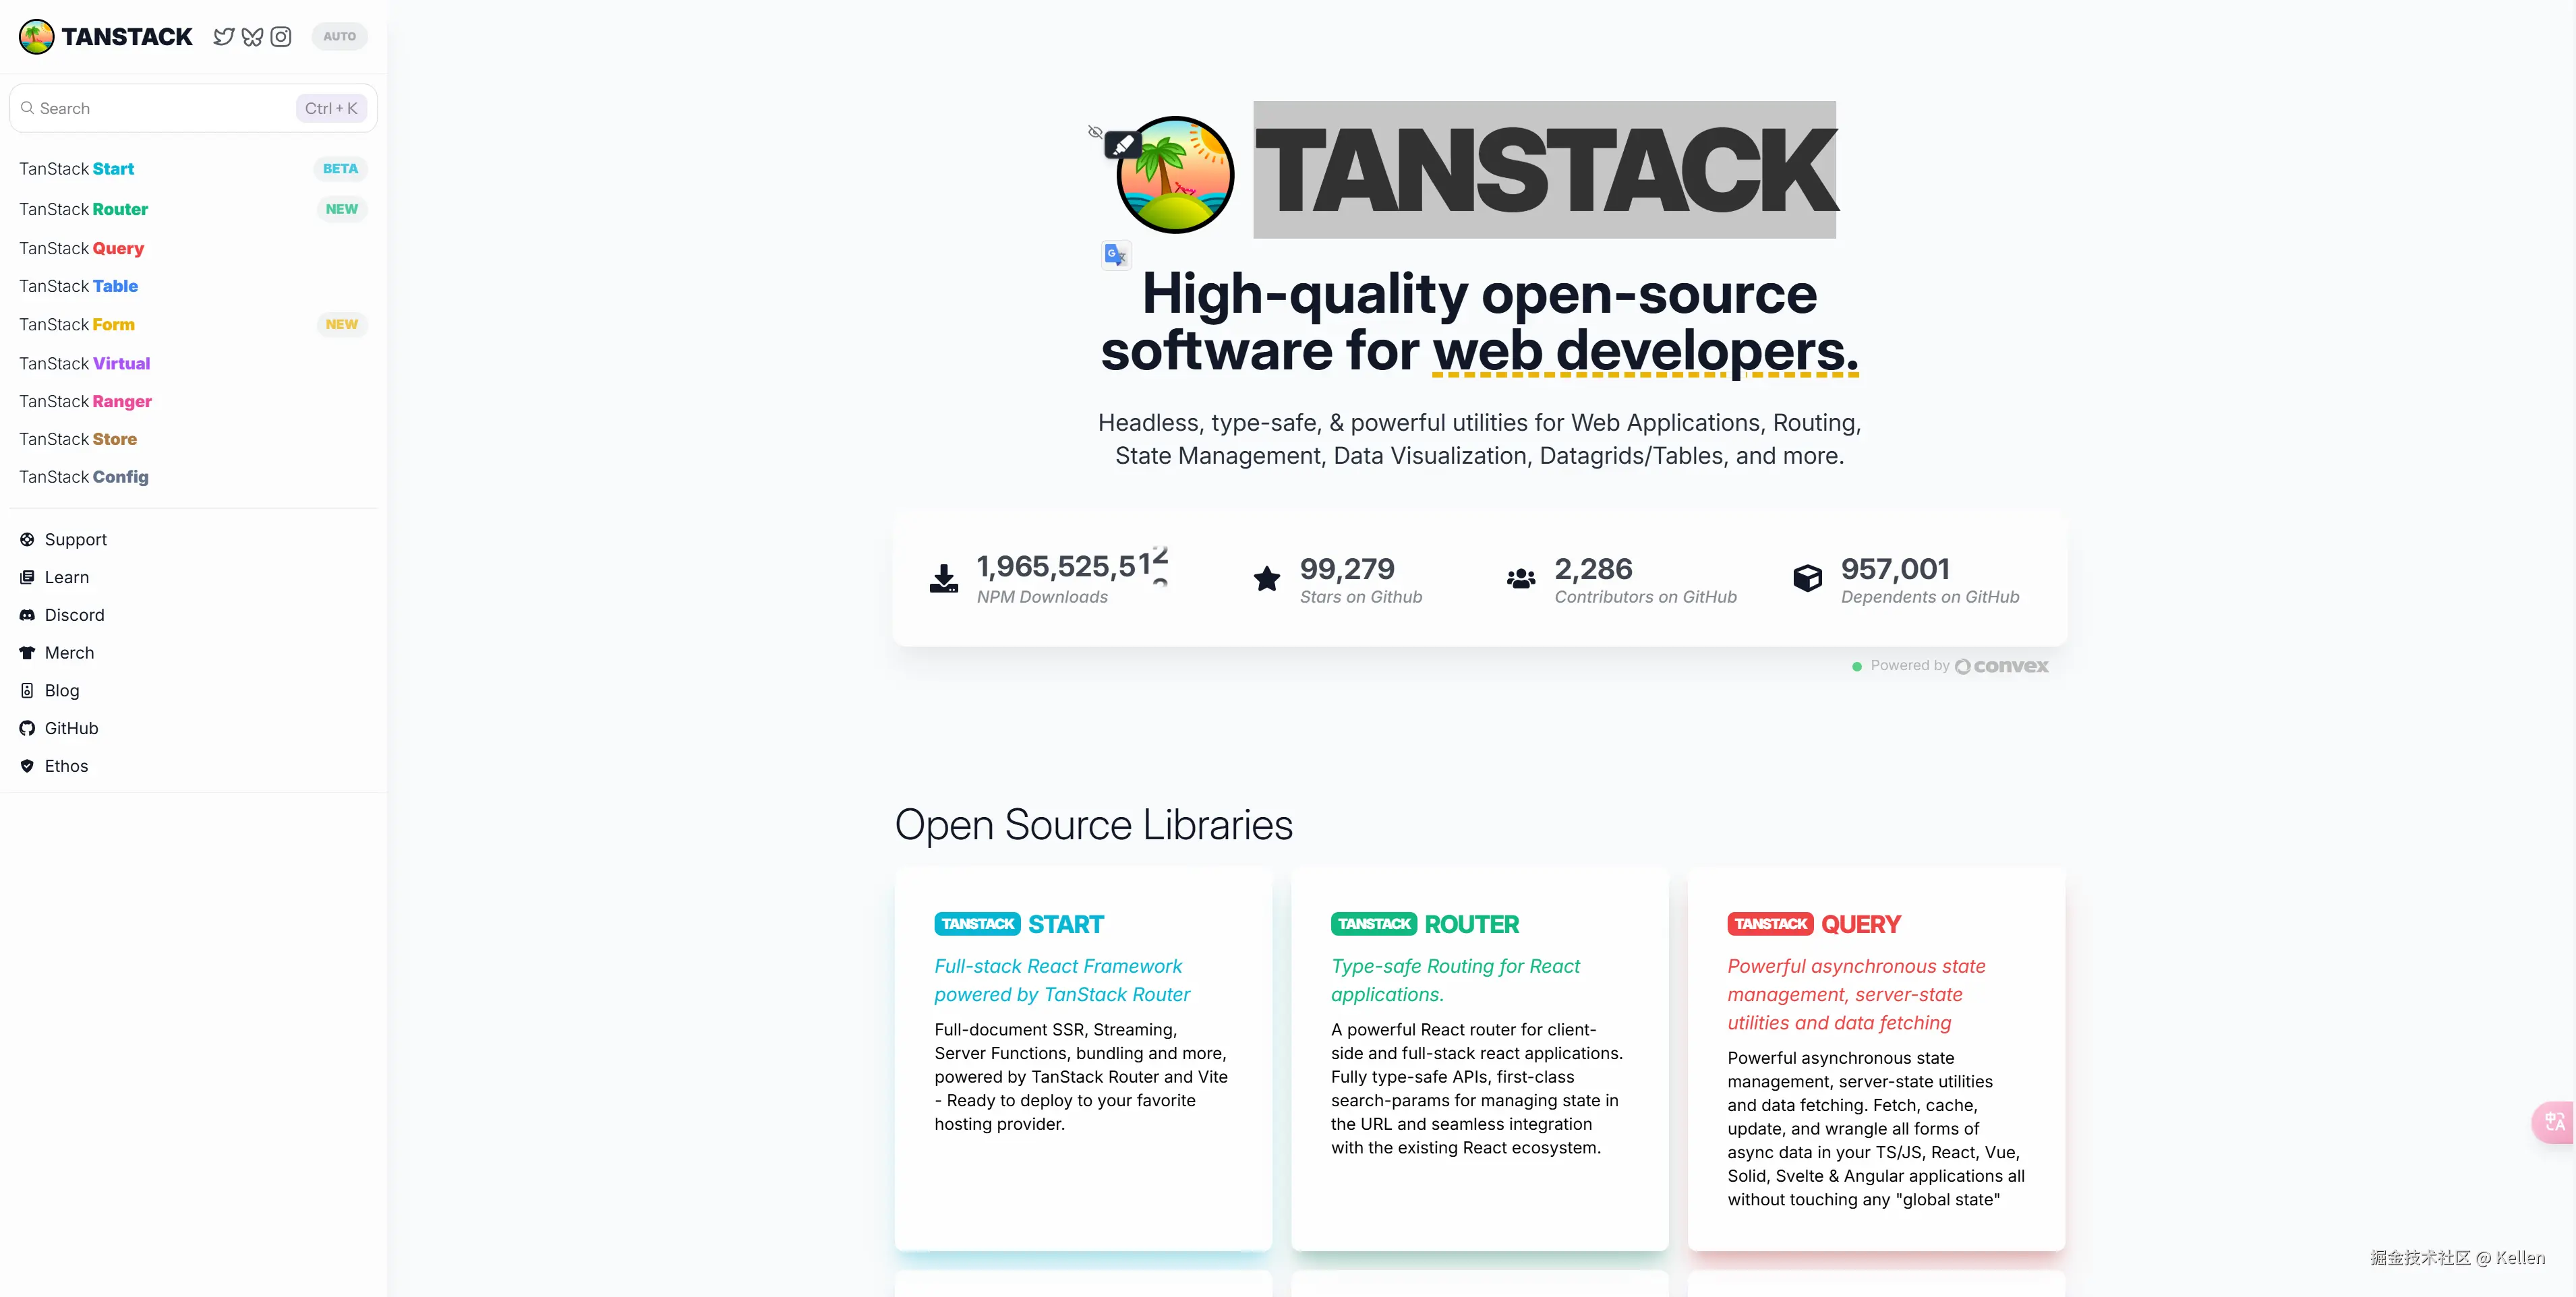 TANSTACK
AUTO
Search
Ctrl + K
TanStack Start
BETA
TanStack Router
NEW
TanStack Query
TanStack Table
TanStack Form
NEW
TanStack Virtual
TanStack Ranger
TanStack Store
TanStack Config
Support
Learn
Discord
Merch
Blog
GitHub
Ethos
TANSTACK
High-quality open-source
software for web developers.
Headless, type-safe, & powerful utilities for Web Applications, Routing,
State Management, Data Visualization, Datagrids/Tables, and more.
1,965,525,512
NPM Downloads
99,279
Stars on Github
2,286
Contributors on GitHub
957,001
Dependents on GitHub
Powered by convex
Open Source Libraries
TANSTACK START
Full-stack React Framework
powered by TanStack Router
Full-document SSR, Streaming,
Server Functions, bundling and more,
powered by TanStack Router and Vite
- Ready to deploy to your favorite
hosting provider.
TANSTACK ROUTER
Type-safe Routing for React
applications.
A powerful React router for client-
side and full-stack react applications.
Fully type-safe APIs, first-class
search-params for managing state in
the URL and seamless integration
with the existing React ecosystem.
TANSTACK QUERY
Powerful asynchronous state
management, server-state
utilities and data fetching
Powerful asynchronous state
management, server-state utilities
and data fetching. Fetch, cache,
update, and wrangle all forms of
async data in your TS/JS, React, Vue,
Solid, Svelte & Angular applications all
without touching any "global state"
掘金技术社区 @ Kellen